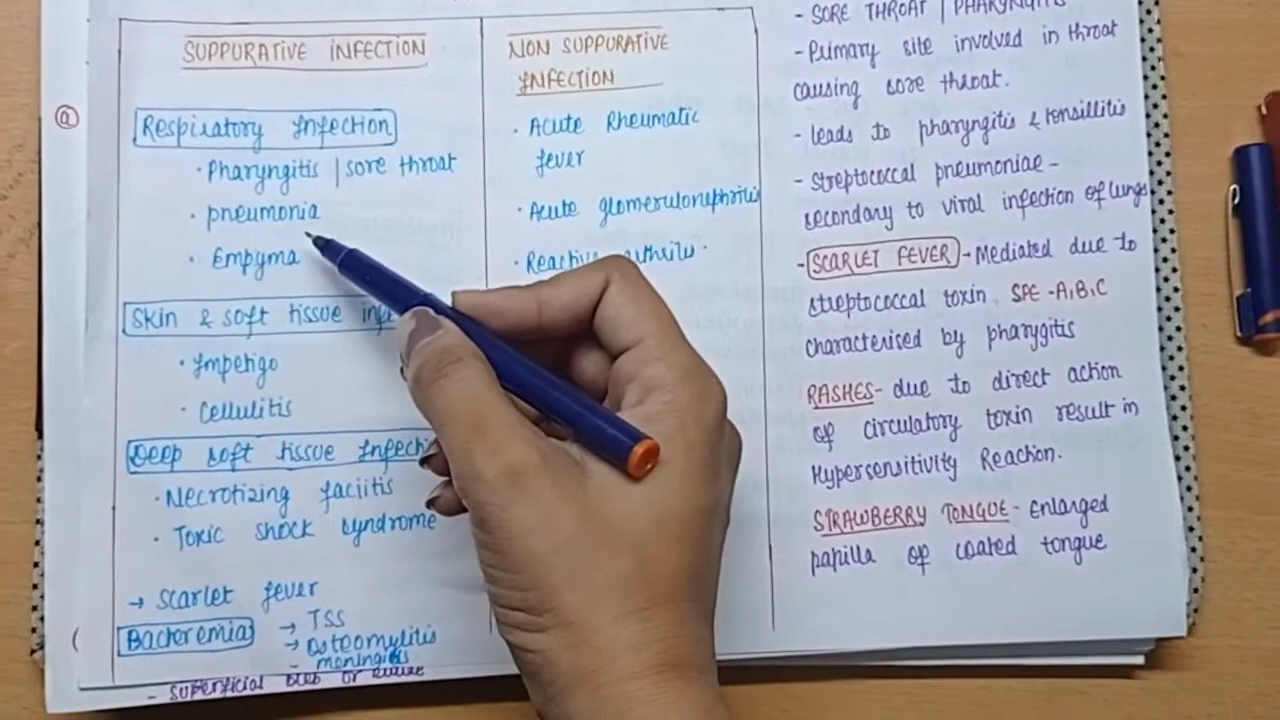 SUPPURATIVE INFECTION
@
Respiratory Infection
· Pharyngitis | sore throat
· pneumonia
· Empyma
Skin & soft tissue
· Impetigo
· Cellulitis
Deep soft tissue
· Necrotizing faciitis
· Toxic shock syndrome
→ Scarlet fever
Bacteremia → TSS
→ Osteomylitis
- meningitis
- superficial
NON SUPPURATIVE
INFECTION
· Acute Rheumatic
fever
· Acute glomerulonephritis
· Reactive
- SORE THROAT | PHARYNGITIS
- Primary site involved in throat
causing sore throat.
- leads to pharyngitis & tonsillitis
- Streptococcal pneumoniae -
secondary to viral infection of lungs
- SCARLET FEVER - Mediated due to
streptococcal toxin SPE - A,B,C
characterised by pharygitis
RASHES - due to direct action
of circulatory toxin result in
Hypersensitivity Reaction.
STRAWBERRY TONGUE - Enlarged
papilla of coated tongue